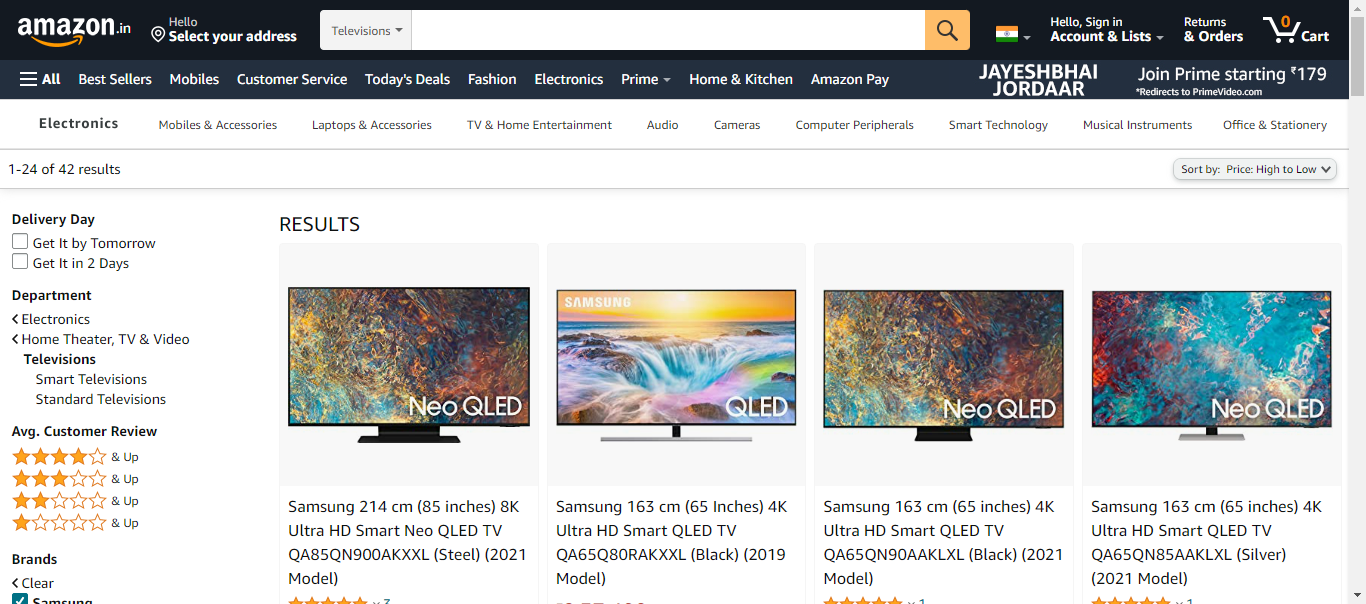 amazon.in
Hello
Select your address
Televisions
Hello, Sign in
Account & Lists
Returns
& Orders
0
Cart
All
Best Sellers
Mobiles
Customer Service
Today's Deals
Fashion
Electronics
Prime
Home & Kitchen
Amazon Pay
JAYESHBHAI
JORDAAR
Join Prime starting ₹179
*Redirects to PrimeVideo.com
Electronics
Mobiles & Accessories
Laptops & Accessories
TV & Home Entertainment
Audio
Cameras
Computer Peripherals
Smart Technology
Musical Instruments
Office & Stationery
1-24 of 42 results
Sort by: Price: High to Low
Delivery Day
Get It by Tomorrow
Get It in 2 Days
Department
Electronics
Home Theater, TV & Video
Televisions
Smart Televisions
Standard Televisions
Avg. Customer Review
& Up
& Up
& Up
& Up
Brands
Clear
Samsung
RESULTS
Neo QLED
Samsung 214 cm (85 inches) 8K
Ultra HD Smart Neo QLED TV
QA85QN900AKXXL (Steel) (2021
Model)
SAMSUNG
QLED
Samsung 163 cm (65 Inches) 4K
Ultra HD Smart QLED TV
QA65Q80RAKXXL (Black) (2019
Model)
Neo QLED
Samsung 163 cm (65 inches) 4K
Ultra HD Smart QLED TV
QA65QN90AAKLXL (Black) (2021
Model)
Neo QLED
Samsung 163 cm (65 inches) 4K
Ultra HD Smart QLED TV
QA65QN85AAKLXL (Silver)
(2021 Model)